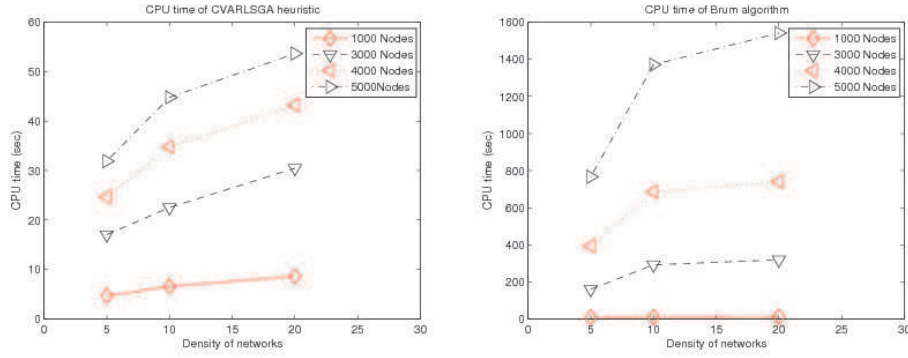 CPU time of CVARLSGA heuristic
60
50
40
30
20
10
0
CPU time (sec)
0 5 10 15 20 25 30
Density of networks
1000 Nodes
3000 Nodes
4000 Nodes
5000Nodes
CPU time of Brum algorithm
1600
1400
1200
1000
800
600
400
200
0
CPU time (sec)
0 5 10 15 20 25 30
Density of networks
1000 Nodes
3000 Nodes
4000 Nodes
5000 Nodes